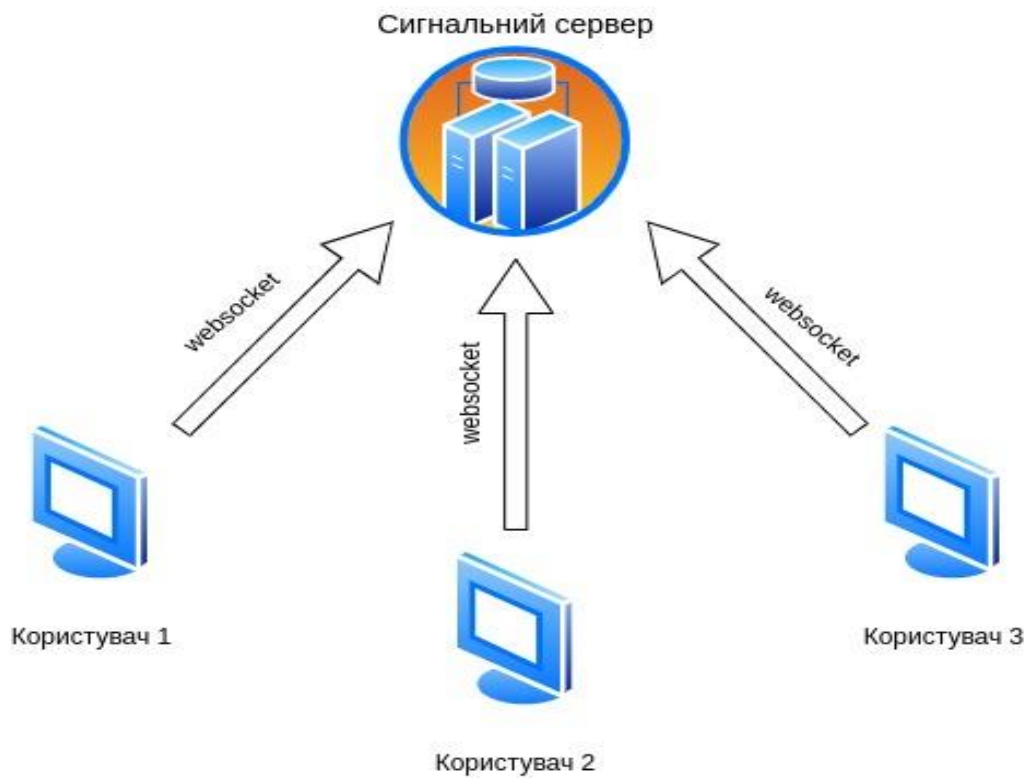 Сигнальний сервер
websocket
websocket
websocket
Користувач 1
Користувач 3
Користувач 2